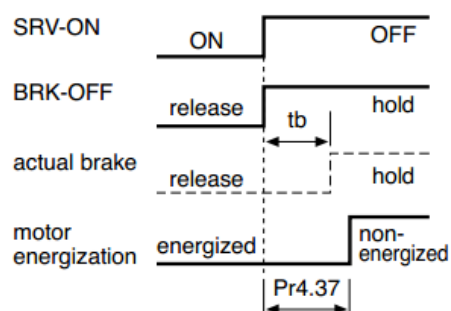 SRV-ON ON OFF
BRK-OFF release hold
tb
actual brake release hold
motor energization energized non-energized
Pr4.37